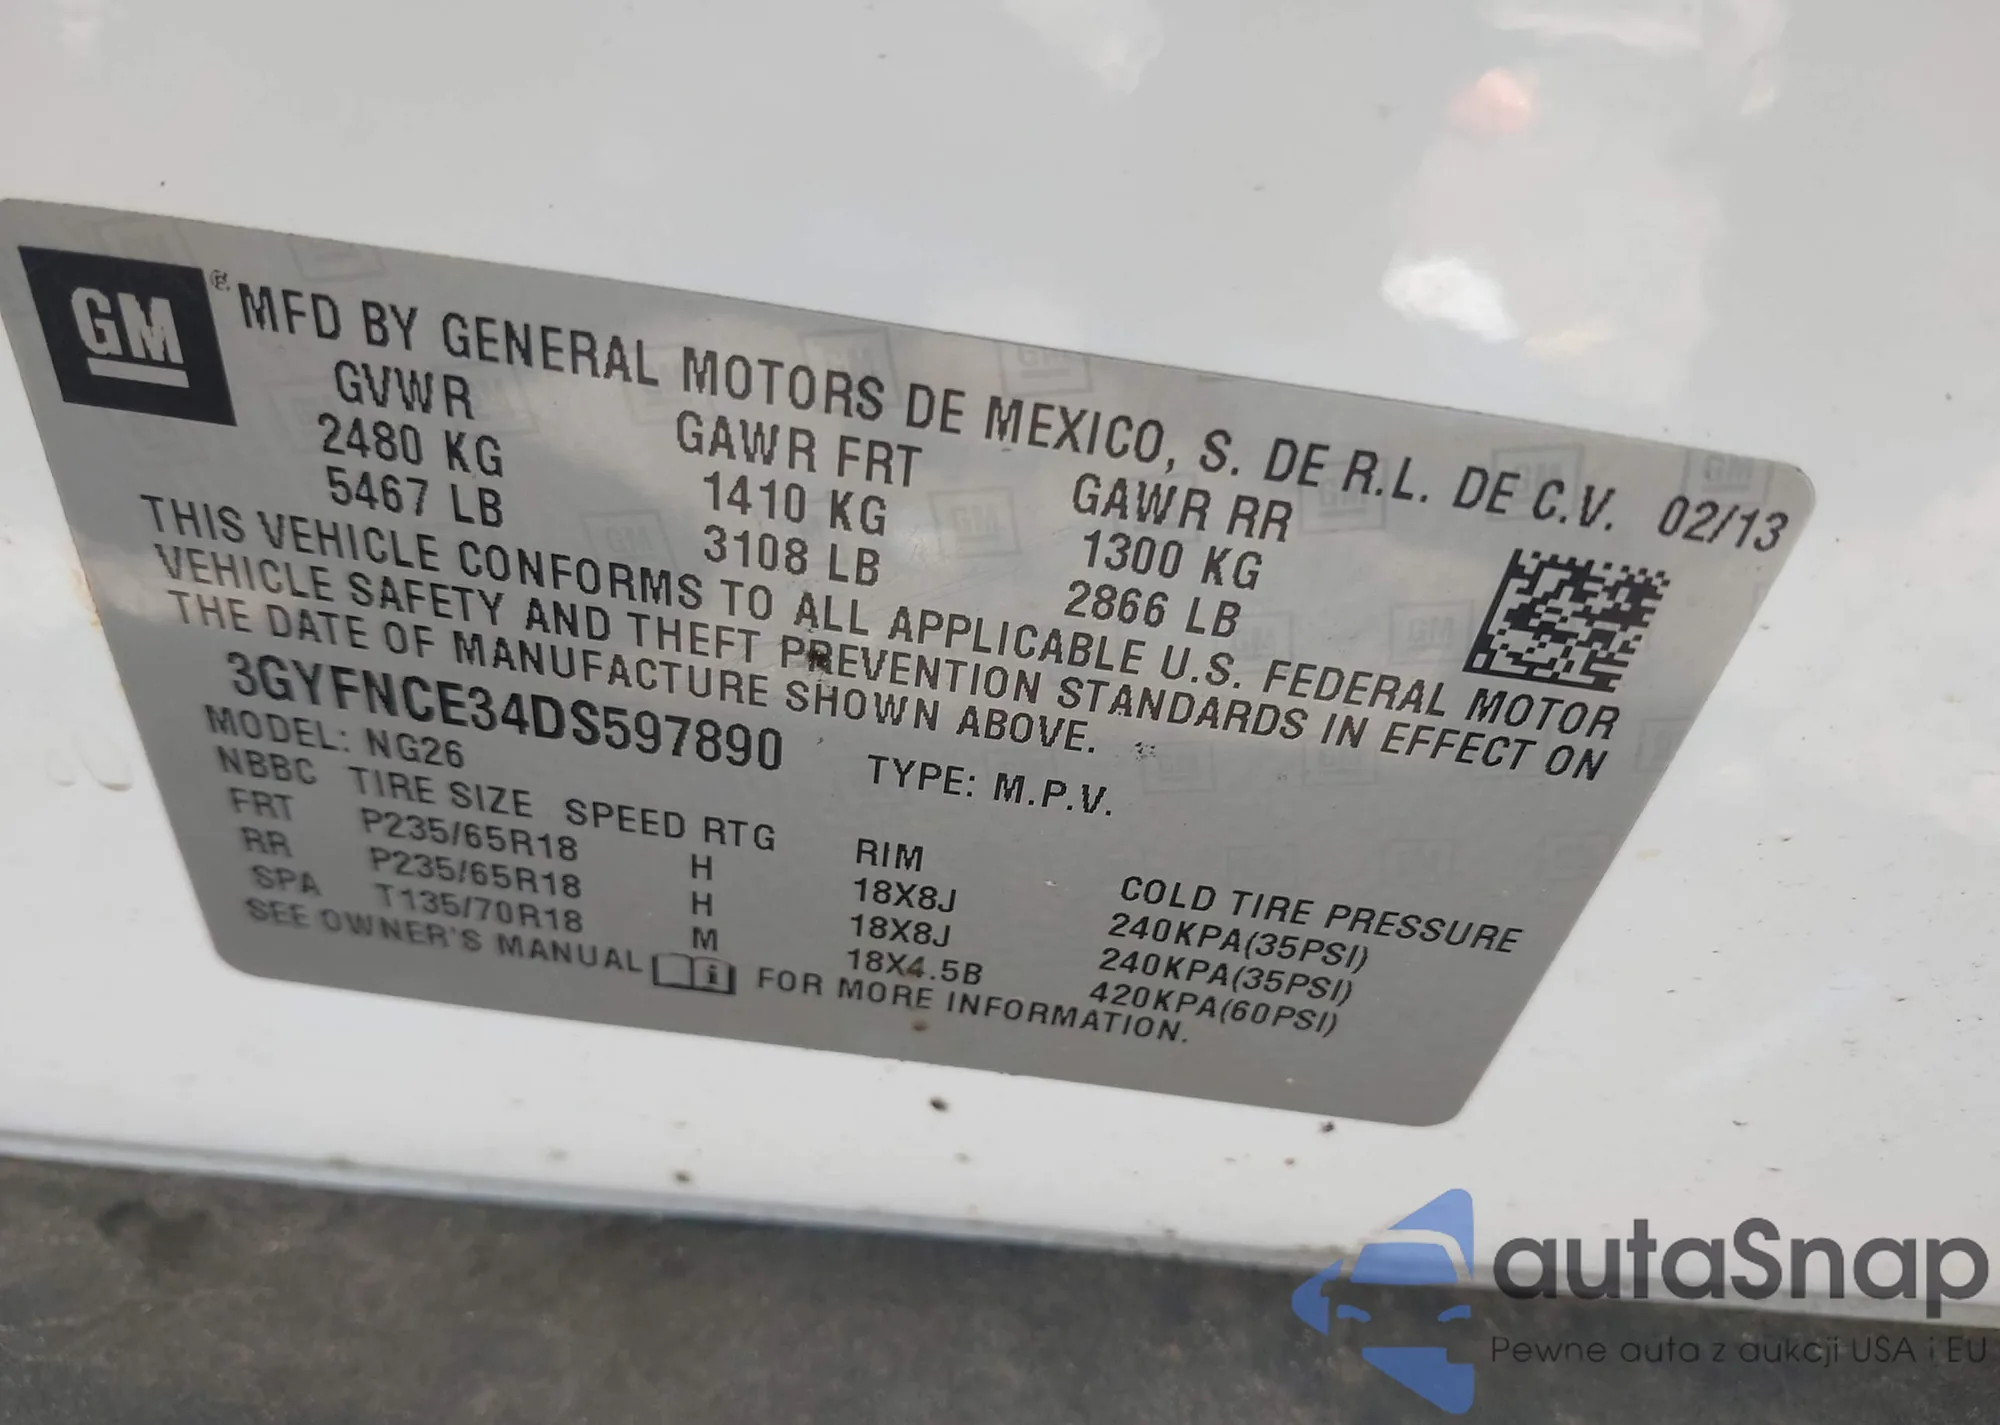 GM
® MFD BY GENERAL MOTORS DE MEXICO, S. DE R.L. DE C.V. 02/13
GVWR GAWR FRT GAWR RR
2480 KG 1410 KG 1300 KG
5467 LB 3108 LB 2866 LB
THIS VEHICLE CONFORMS TO ALL APPLICABLE U.S. FEDERAL MOTOR
VEHICLE SAFETY AND THEFT PREVENTION STANDARDS IN EFFECT ON
THE DATE OF MANUFACTURE SHOWN ABOVE.
3GYFNCE34DS597890 TYPE: M.P.V.
MODEL: NG26
NBBC TIRE SIZE SPEED RTG RIM COLD TIRE PRESSURE
FRT P235/65R18 H 18X8J 240KPA(35PSI)
RR P235/65R18 H 18X8J 240KPA(35PSI)
SPA T135/70R18 M 18X4.5B 420KPA(60PSI)
SEE OWNER'S MANUAL i FOR MORE INFORMATION.
autaSnap
Pewne auta z aukcji USA i EU